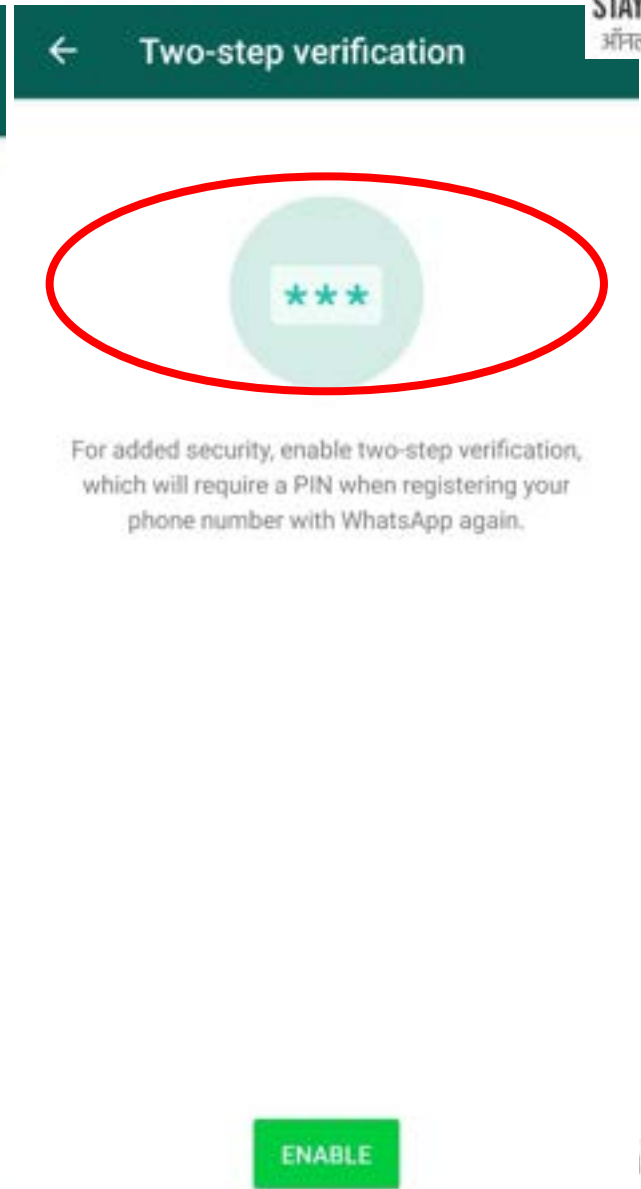 Two-step verification
***
For added security, enable two-step verification,
which will require a PIN when registering your
phone number with WhatsApp again.
ENABLE